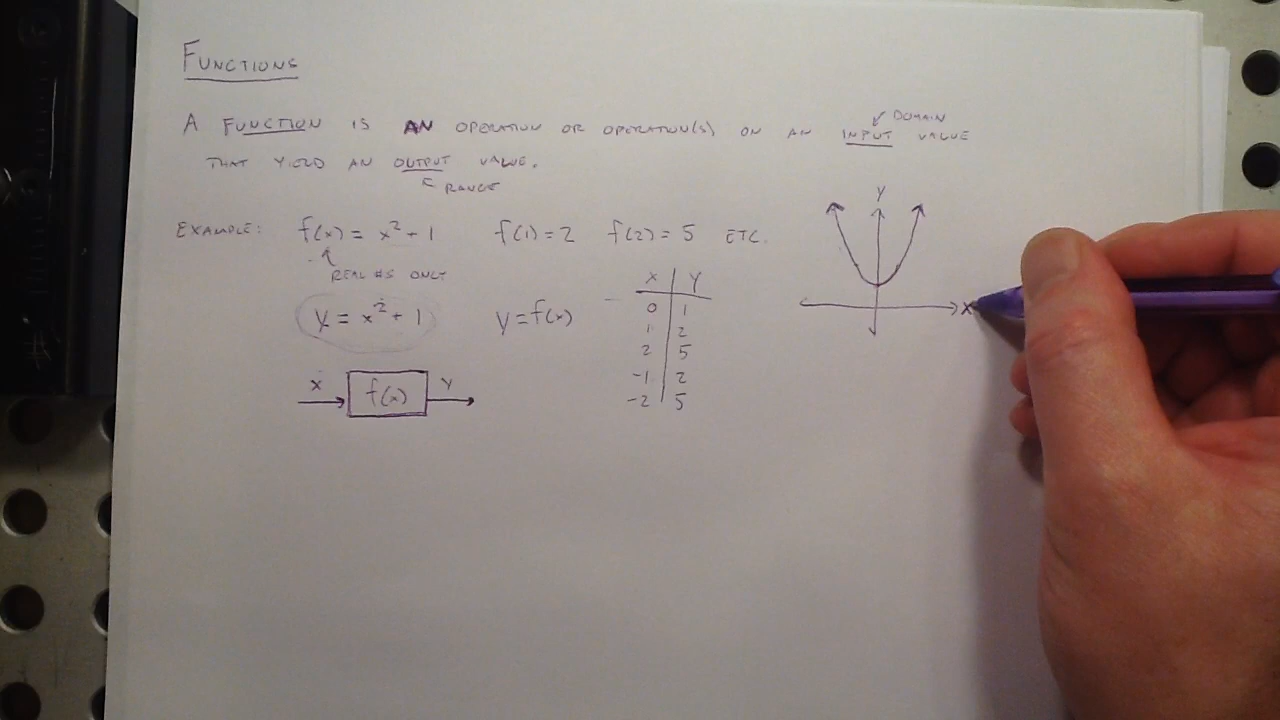 FUNCTIONS
A FUNCTION IS AN OPERATION OR OPERATION(S) ON AN INPUT VALUE
DOMAIN
THAT YIELD AN OUTPUT VALUE.
RANGE
EXAMPLE: f(x) = x² + 1 f(1) = 2 f(2) = 5 ETC.
REAL #S ONLY
y = x² + 1 y = f(x)
X Y
0 1
1 2
2 5
-1 2
-2 5
X f(x) Y
Y
X